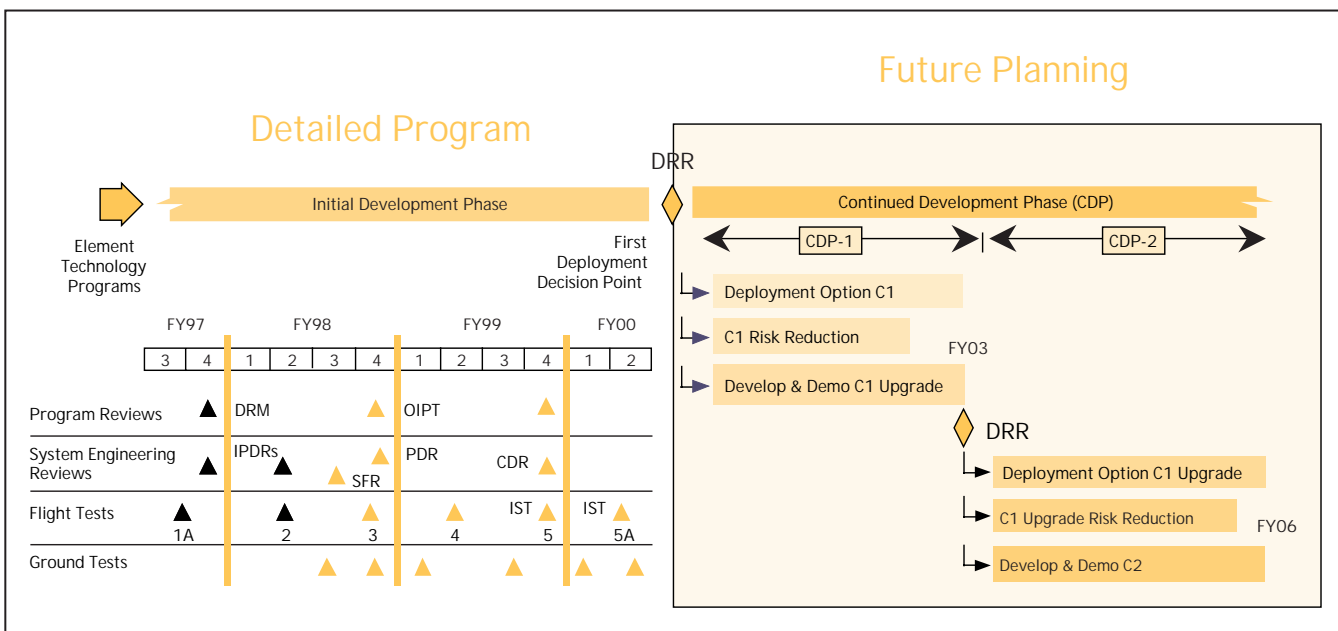 Future Planning
Detailed Program
DRR
Initial Development Phase
Continued Development Phase (CDP)
CDP-1
CDP-2
Element
Technology
Programs
First
Deployment
Decision Point
Deployment Option C1
C1 Risk Reduction
FY03
Develop & Demo C1 Upgrade
DRR
Deployment Option C1 Upgrade
C1 Upgrade Risk Reduction
FY06
Develop & Demo C2
FY97 FY98 FY99 FY00
3 4 1 2 3 4 1 2 3 4 1 2
Program Reviews DRM OIPT
System Engineering
Reviews
IPDRs SFR PDR CDR
Flight Tests IST IST
1A 2 3 4 5 5A
Ground Tests